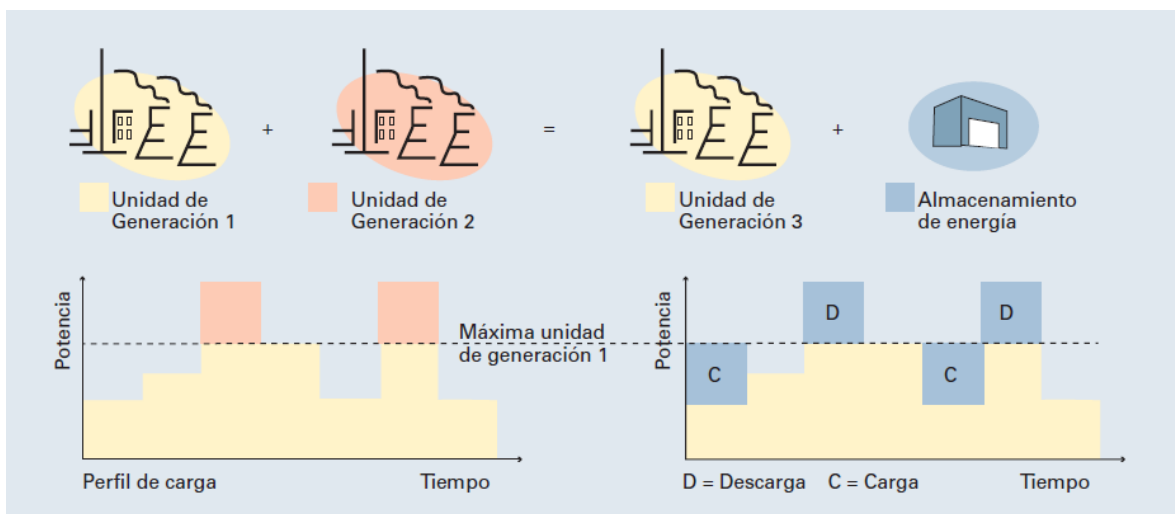 + = +
Unidad de
Generación 1
Unidad de
Generación 2
Unidad de
Generación 3
Almacenamiento
de energía
Potencia
Máxima unidad
de generación 1
Perfil de carga
Tiempo
Potencia
C
D
C
D
D = Descarga C = Carga
Tiempo